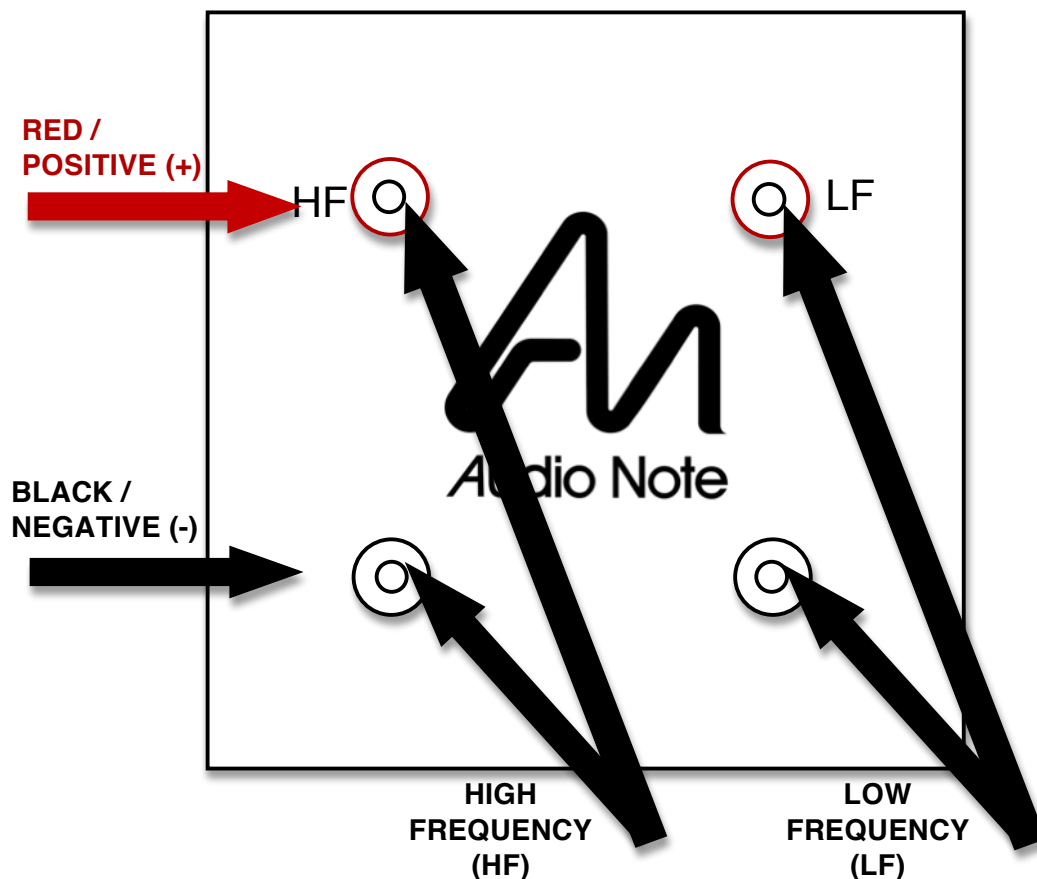 RED /
POSITIVE (+)
HF
LF
Audio Note
BLACK /
NEGATIVE (-)
HIGH
FREQUENCY
(HF)
LOW
FREQUENCY
(LF)